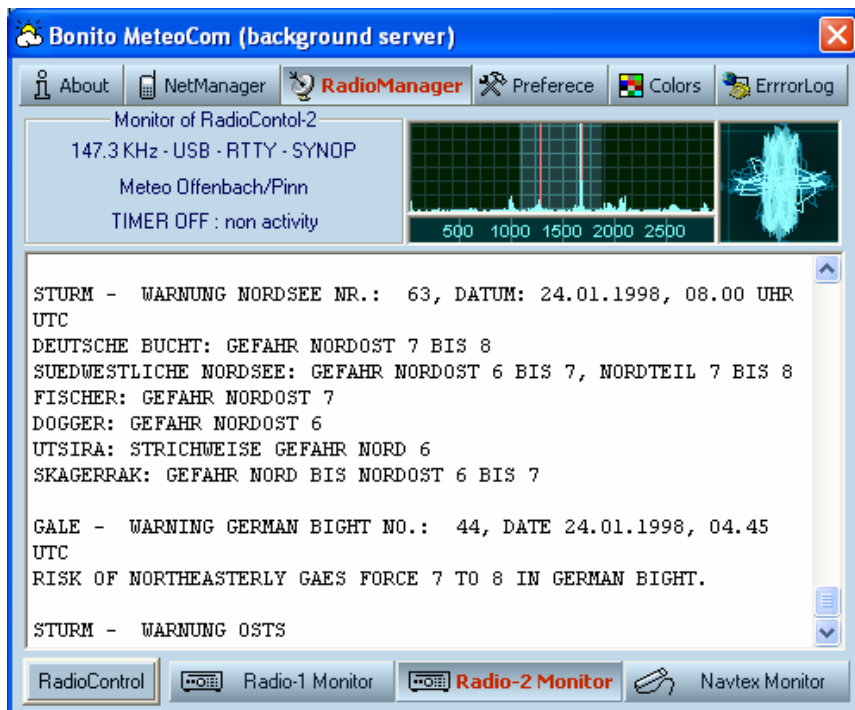 Bonito MeteoCom (background server)
About NetManager RadioManager Preferece Colors ErrrorLog
Monitor of RadioContol-2
147.3 KHz - USB - RTTY - SYNOP
Meteo Offenbach/Pinn
TIMER OFF : non activity
500 1000 1500 2000 2500
STURM - WARNUNG NORDSEE NR.: 63, DATUM: 24.01.1998, 08.00 UHR
UTC
DEUTSCHE BUCHT: GEFAHR NORDOST 7 BIS 8
SUEDWESTLICHE NORDSEE: GEFAHR NORDOST 6 BIS 7, NORDTEIL 7 BIS 8
FISCHER: GEFAHR NORDOST 7
DOGGER: GEFAHR NORDOST 6
UTSIRA: STRICHWEISE GEFAHR NORD 6
SKAGERRAK: GEFAHR NORD BIS NORDOST 6 BIS 7
GALE - WARNING GERMAN BIGHT NO.: 44, DATE 24.01.1998, 04.45
UTC
RISK OF NORTHEASTERLY GAES FORCE 7 TO 8 IN GERMAN BIGHT.
STURM - WARNUNG OSTS
RadioControl Radio-1 Monitor Radio-2 Monitor Navtex Monitor